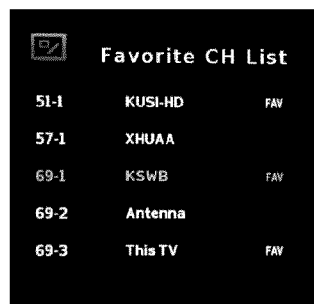 Favorite CH List
51-1 KUSI-HD FAV
57-1 XHUAA
69-1 KSWB FAV
69-2 Antenna
69-3 This TV FAV